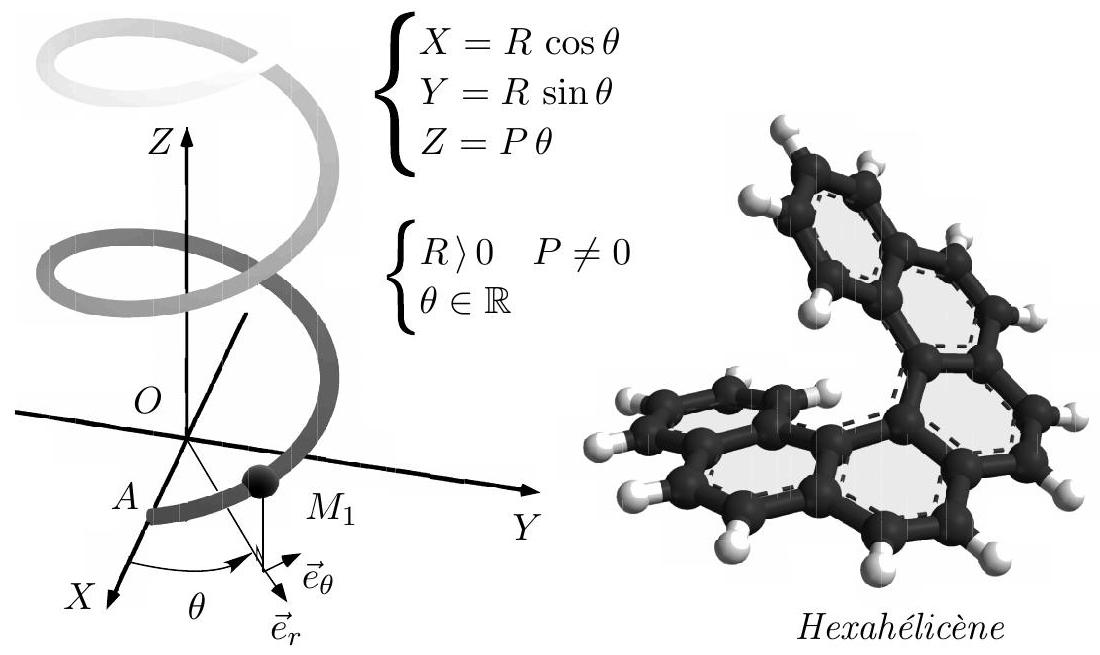 X = R cos θ
Y = R sin θ
Z = P θ
R ⟩ 0 P ≠ 0
θ ∈ ℝ
Z
O
A
M₁
Y
X
θ
e⃗_θ
e⃗_r
Hexahélicène